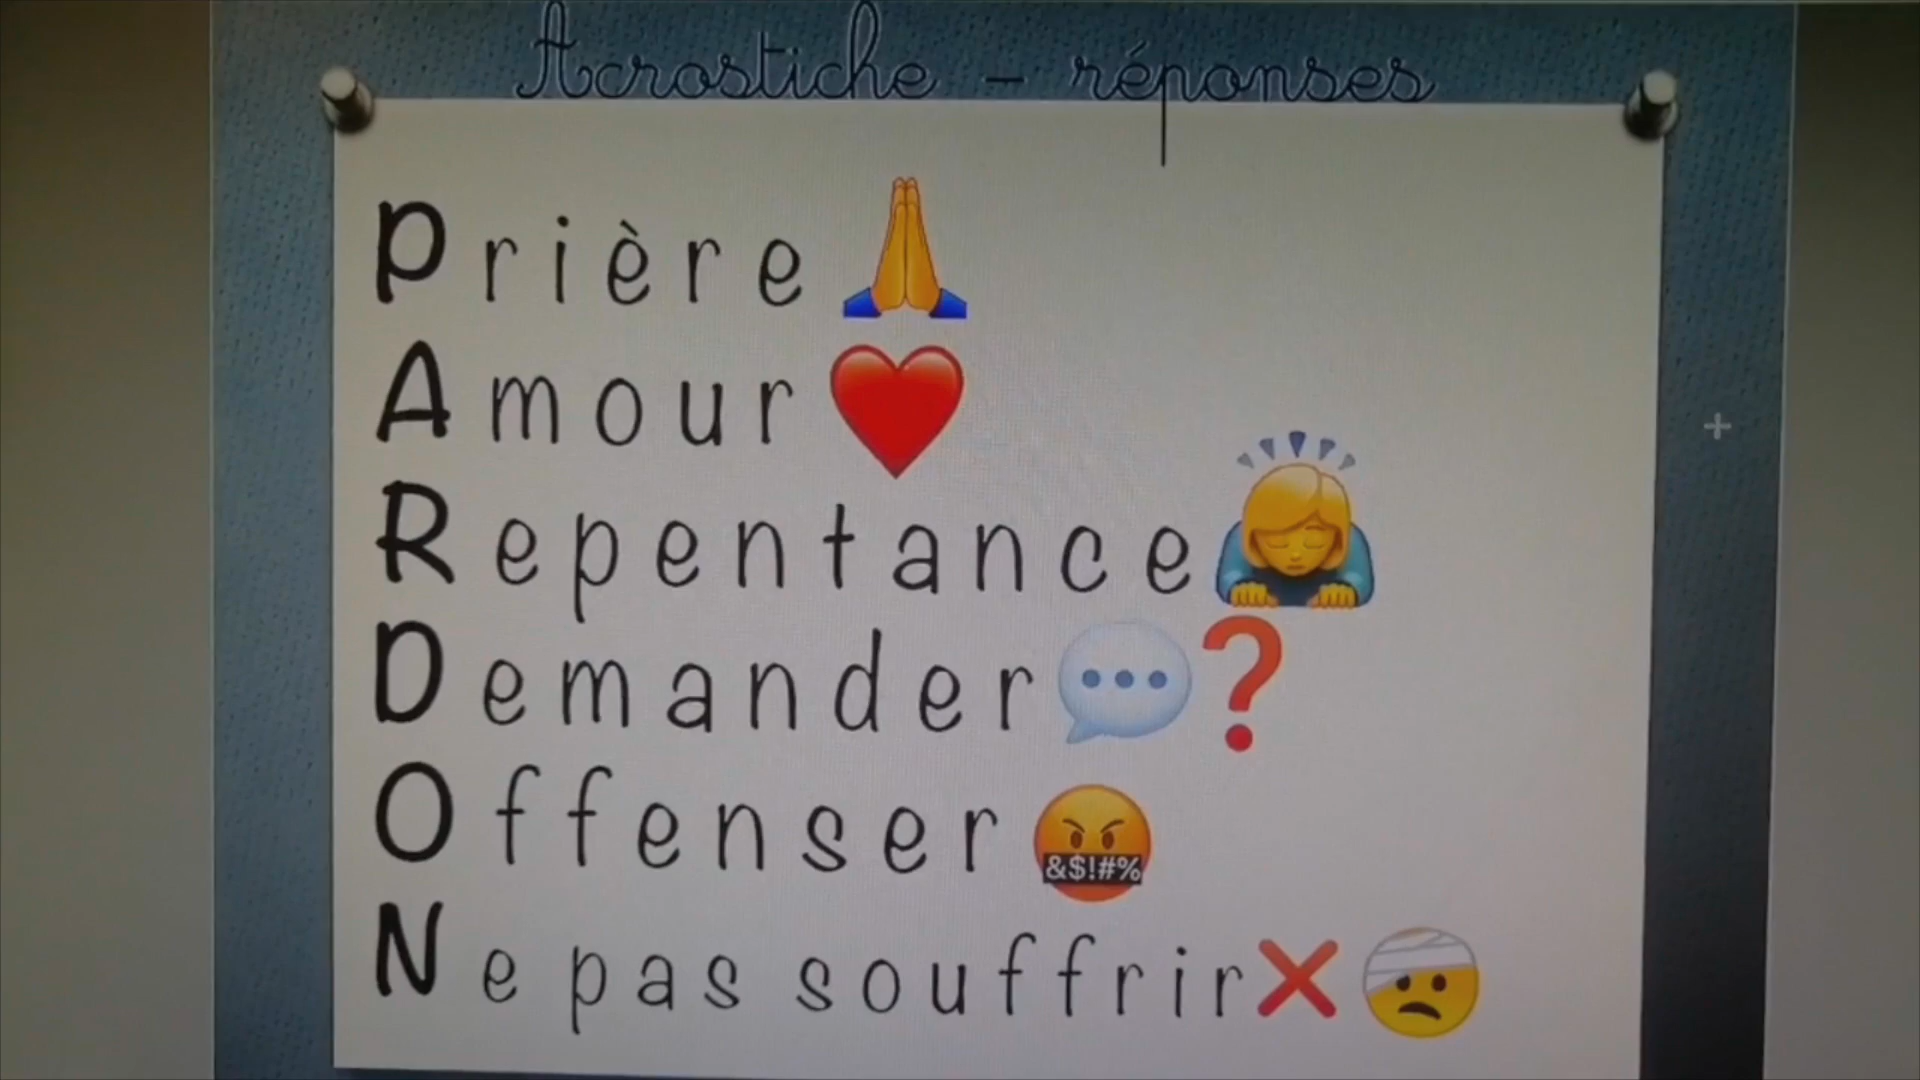 Acrostiche - réponses
Prière
Amour
Repentance
Demander
Offenser
&$!#%
Ne pas souffrir